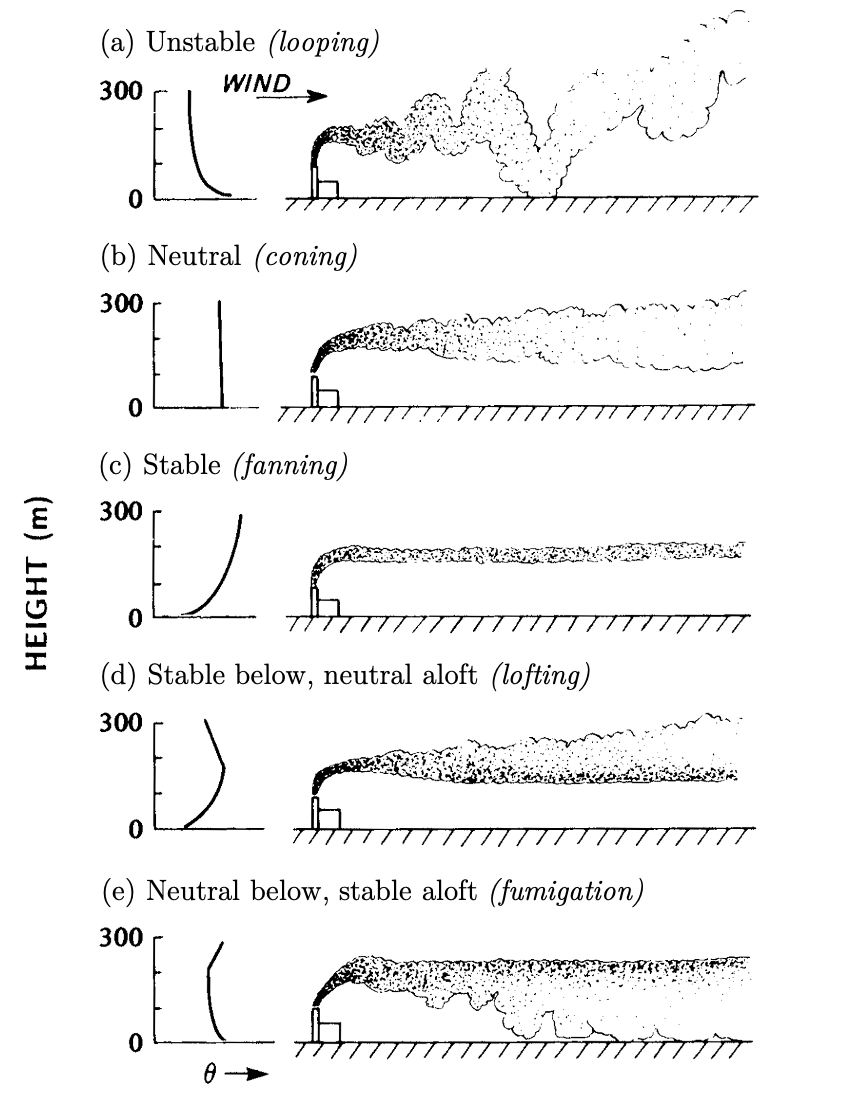 (a) Unstable (looping)
300
WIND
0
(b) Neutral (coning)
300
0
(c) Stable (fanning)
300
0
HEIGHT (m)
(d) Stable below, neutral aloft (lofting)
300
0
(e) Neutral below, stable aloft (fumigation)
300
0
θ